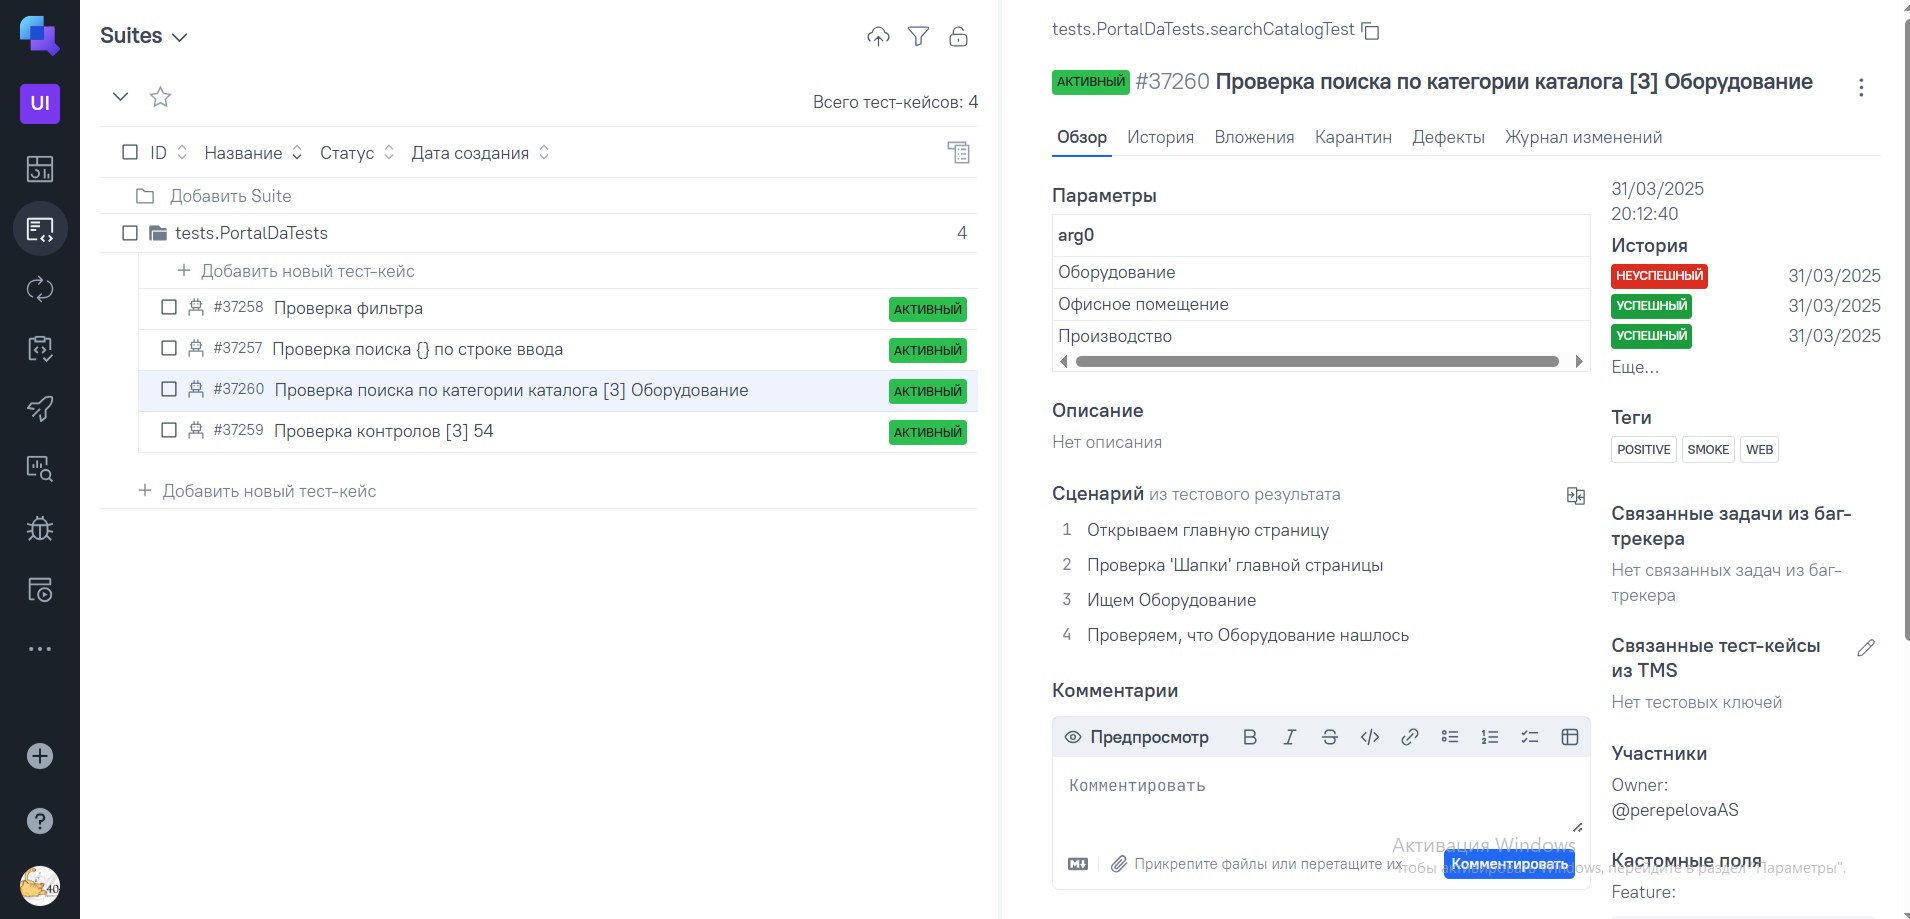 UI
40
Suites
Всего тест-кейсов: 4
ID Название Статус Дата создания
Добавить Suite
tests.PortalDaTests 4
Добавить новый тест-кейс
#37258 Проверка фильтра АКТИВНЫЙ
#37257 Проверка поиска {} по строке ввода АКТИВНЫЙ
#37260 Проверка поиска по категории каталога [3] Оборудование АКТИВНЫЙ
#37259 Проверка контролов [3] 54 АКТИВНЫЙ
Добавить новый тест-кейс
tests.PortalDaTests.searchCatalogTest
АКТИВНЫЙ #37260 Проверка поиска по категории каталога [3] Оборудование
Обзор История Вложения Карантин Дефекты Журнал изменений
Параметры
arg0
Оборудование
Офисное помещение
Производство
Описание
Нет описания
Сценарий из тестового результата
1 Открываем главную страницу
2 Проверка 'Шапки' главной страницы
3 Ищем Оборудование
4 Проверяем, что Оборудование нашлось
Комментарии
Предпросмотр
Комментировать
Прикрепите файлы или перетащите их
Комментировать
31/03/2025
20:12:40
История
НЕУСПЕШНЫЙ 31/03/2025
УСПЕШНЫЙ 31/03/2025
УСПЕШНЫЙ 31/03/2025
Еще...
Теги
POSITIVE SMOKE WEB
Связанные задачи из баг-
трекера
Нет связанных задач из баг-
трекера
Связанные тест-кейсы
из TMS
Нет тестовых ключей
Участники
Owner:
@perepelovaAS
Кастомные поля
Feature:
Активация Windows
Чтобы активировать Windows, перейдите в раздел "Параметры".